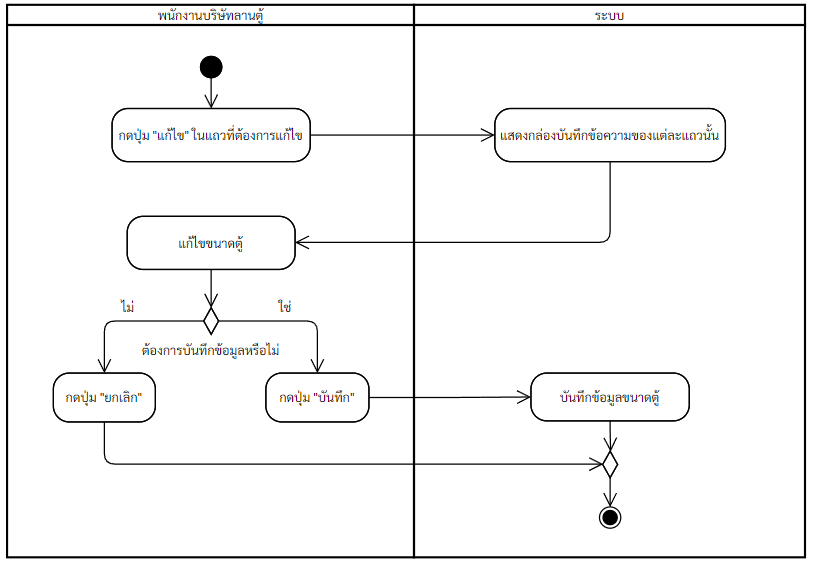 พนักงานบริษัทลานตู้
ระบบ
กดปุ่ม "แก้ไข" ในแถวที่ต้องการแก้ไข
แสดงกล่องบันทึกข้อความของแต่ละแถวนั้น
แก้ไขขนาดตู้
ไม่
ใช่
ต้องการบันทึกข้อมูลหรือไม่
กดปุ่ม "ยกเลิก"
กดปุ่ม "บันทึก"
บันทึกข้อมูลขนาดตู้